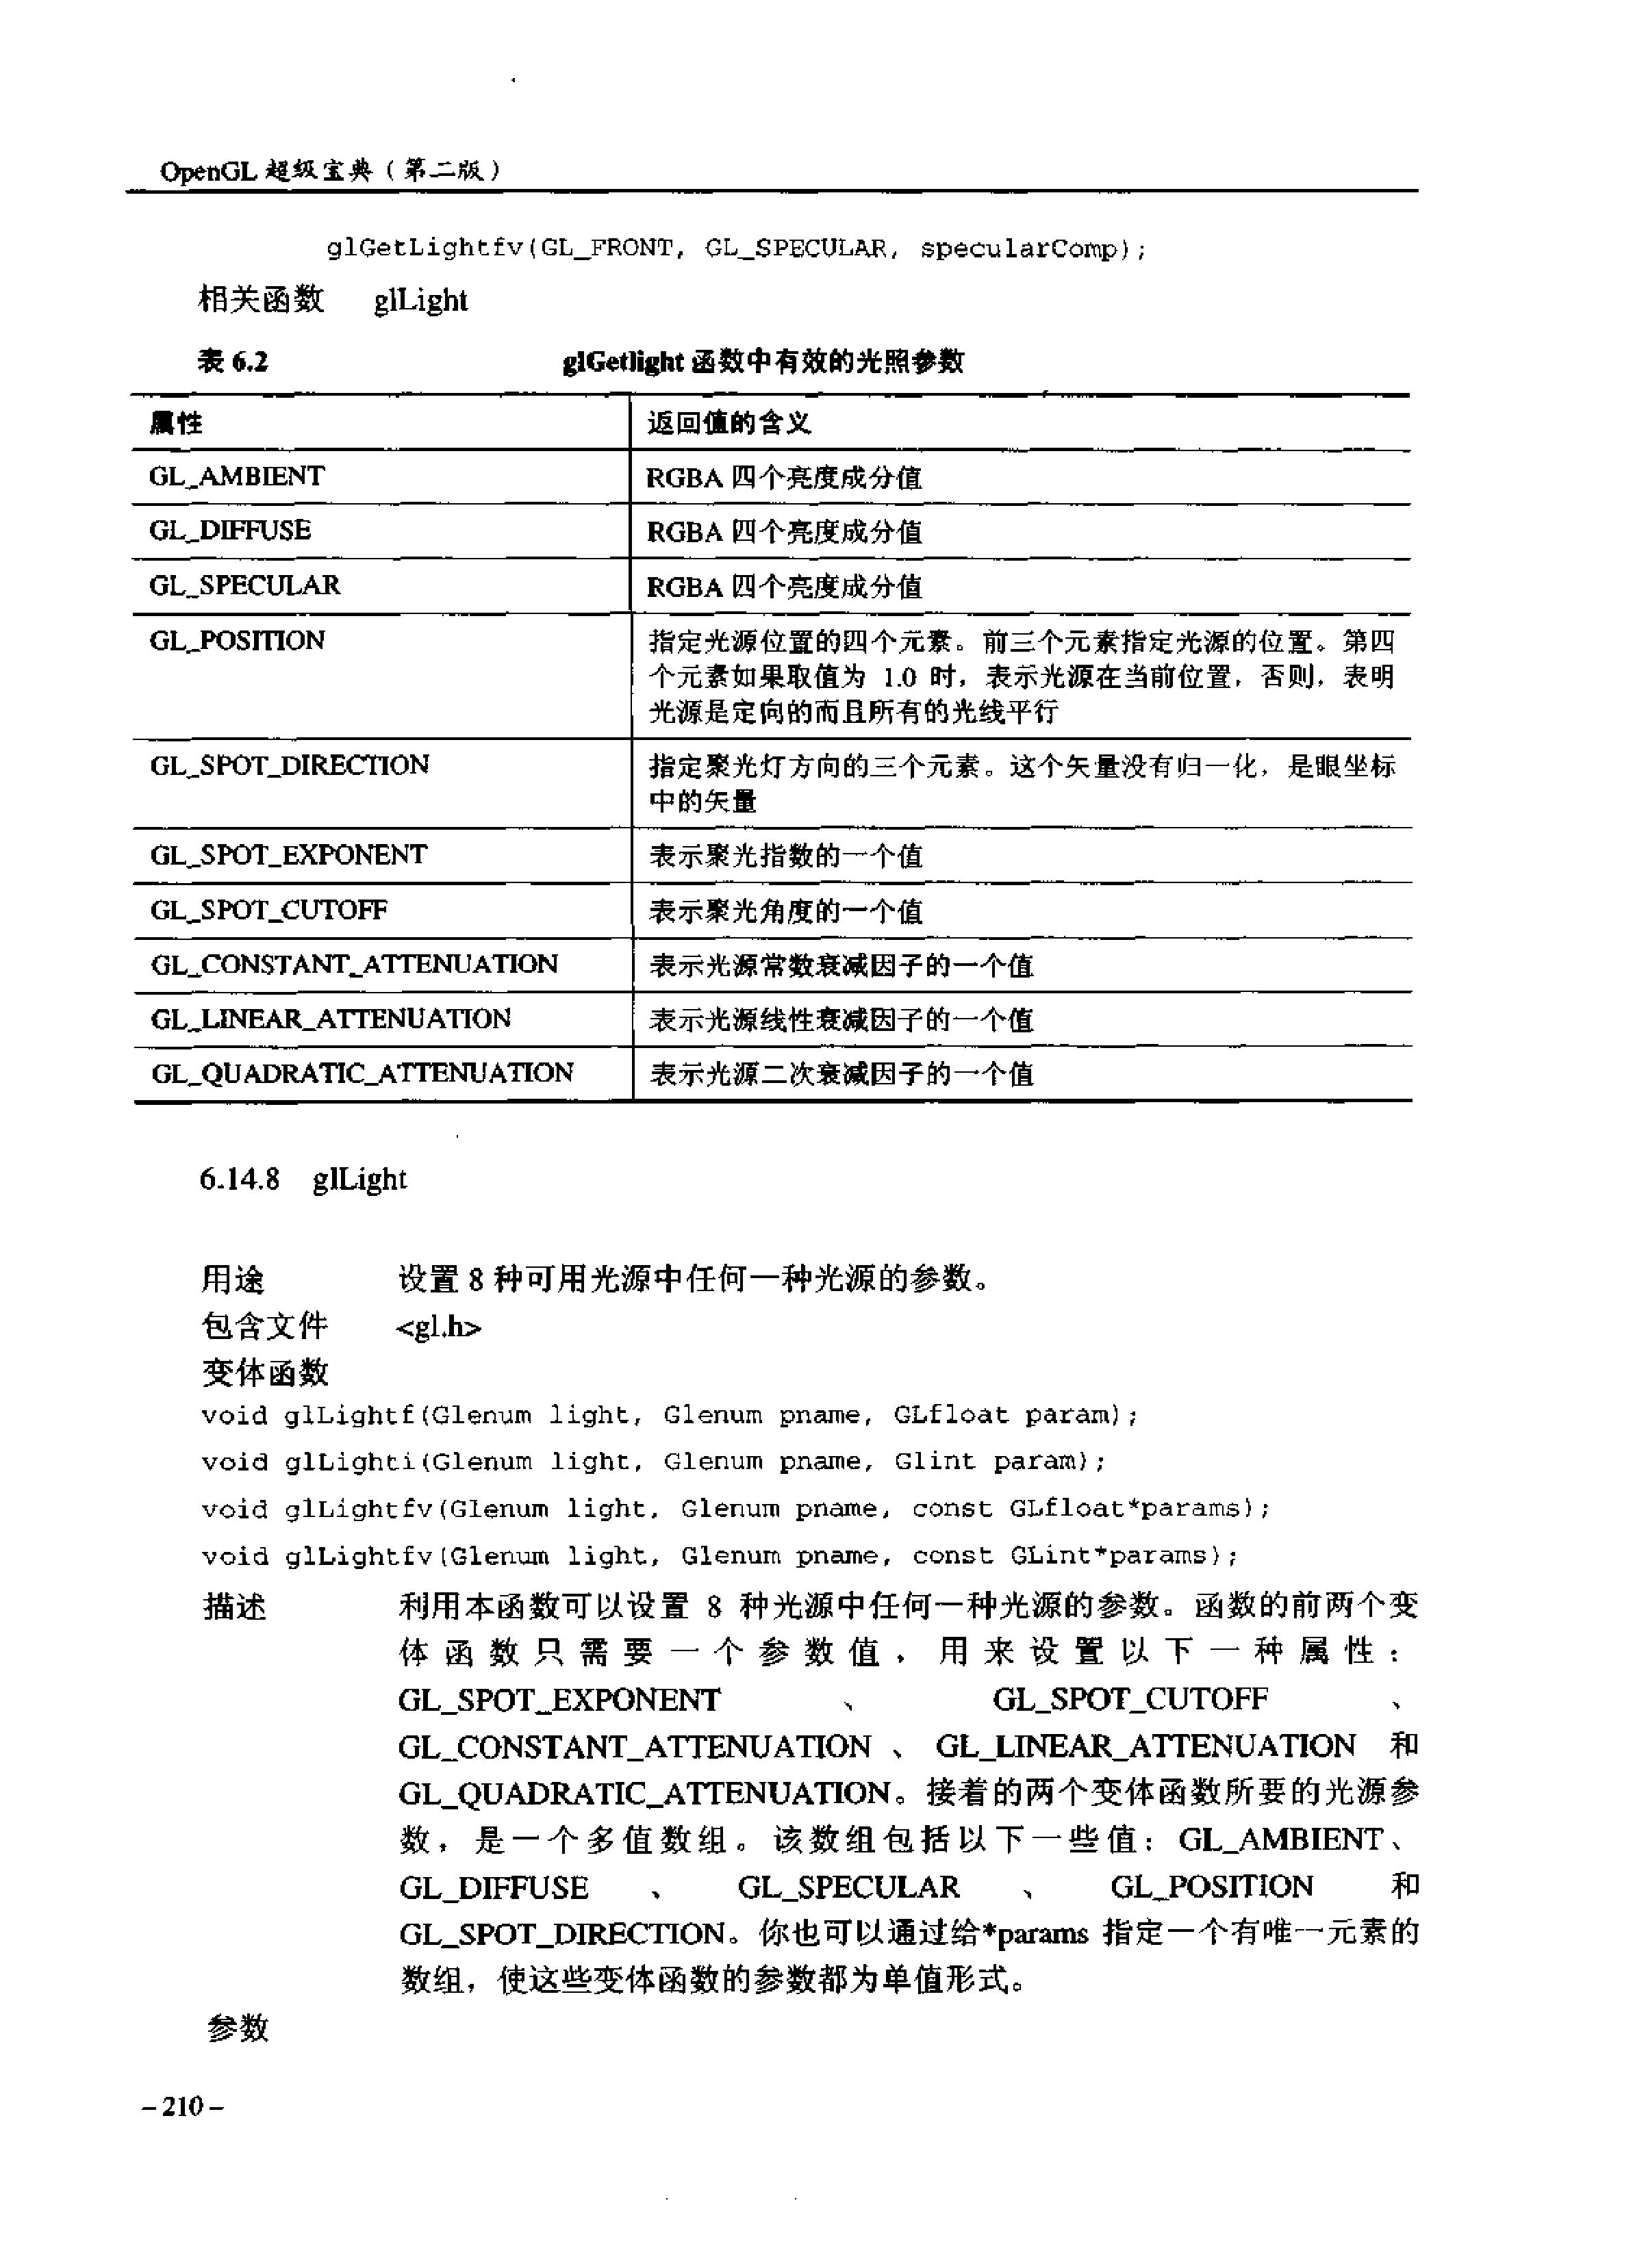 OpenGL 超级宝典（第二版）
glGetLightfv(GL_FRONT, GL_SPECULAR, specularComp);
相关函数 glLight
表 6.2 glGetlight 函数中有效的光照参数
属性 返回值的含义
GL_AMBIENT RGBA 四个亮度成分值
GL_DIFFUSE RGBA 四个亮度成分值
GL_SPECULAR RGBA 四个亮度成分值
GL_POSITION 指定光源位置的四个元素。前三个元素指定光源的位置。第四
个元素如果取值为 1.0 时，表示光源在当前位置，否则，表明
光源是定向的而且所有的光线平行
GL_SPOT_DIRECTION 指定聚光灯方向的三个元素。这个矢量没有归一化，是眼坐标
中的矢量
GL_SPOT_EXPONENT 表示聚光指数的一个值
GL_SPOT_CUTOFF 表示聚光角度的一个值
GL_CONSTANT_ATTENUATION 表示光源常数衰减因子的一个值
GL_LINEAR_ATTENUATION 表示光源线性衰减因子的一个值
GL_QUADRATIC_ATTENUATION 表示光源二次衰减因子的一个值
6.14.8 glLight
用途 设置 8 种可用光源中任何一种光源的参数。
包含文件 <gl.h>
变体函数
void glLightf(Glenum light, Glenum pname, GLfloat param);
void glLighti(Glenum light, Glenum pname, Glint param);
void glLightfv(Glenum light, Glenum pname, const GLfloat*params);
void glLightfv(Glenum light, Glenum pname, const GLint*params);
描述 利用本函数可以设置 8 种光源中任何一种光源的参数。函数的前两个变
体函数只需要一个参数值，用来设置以下一种属性：
GL_SPOT_EXPONENT 、 GL_SPOT_CUTOFF 、
GL_CONSTANT_ATTENUATION 、 GL_LINEAR_ATTENUATION 和
GL_QUADRATIC_ATTENUATION。接着的两个变体函数所要的光源参
数，是一个多值数组。该数组包括以下一些值：GL_AMBIENT、
GL_DIFFUSE 、 GL_SPECULAR 、 GL_POSITION 和
GL_SPOT_DIRECTION。你也可以通过给*params 指定一个有唯一元素的
数组，使这些变体函数的参数都为单值形式。
参数
－210－